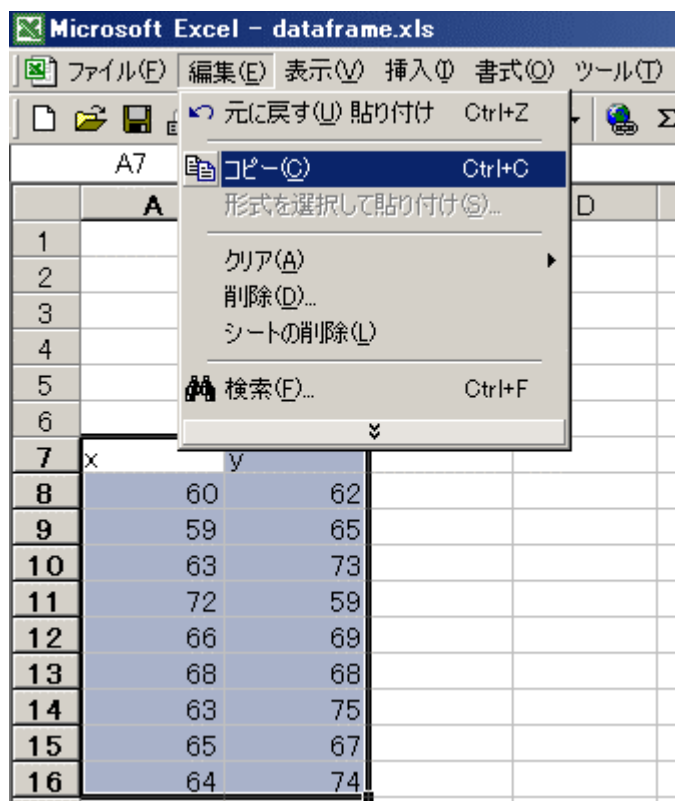 Microsoft Excel - dataframe.xls
ファイル(F) 編集(E) 表示(V) 挿入(I) 書式(O) ツール(T)
元に戻す(U) 貼り付け Ctrl+Z
A7
コピー(C) Ctrl+C
形式を選択して貼り付け(S)...
クリア(A)
削除(D)...
シートの削除(L)
検索(F)... Ctrl+F
A D
1
2
3
4
5
6
7 x y
8 60 62
9 59 65
10 63 73
11 72 59
12 66 69
13 68 68
14 63 75
15 65 67
16 64 74